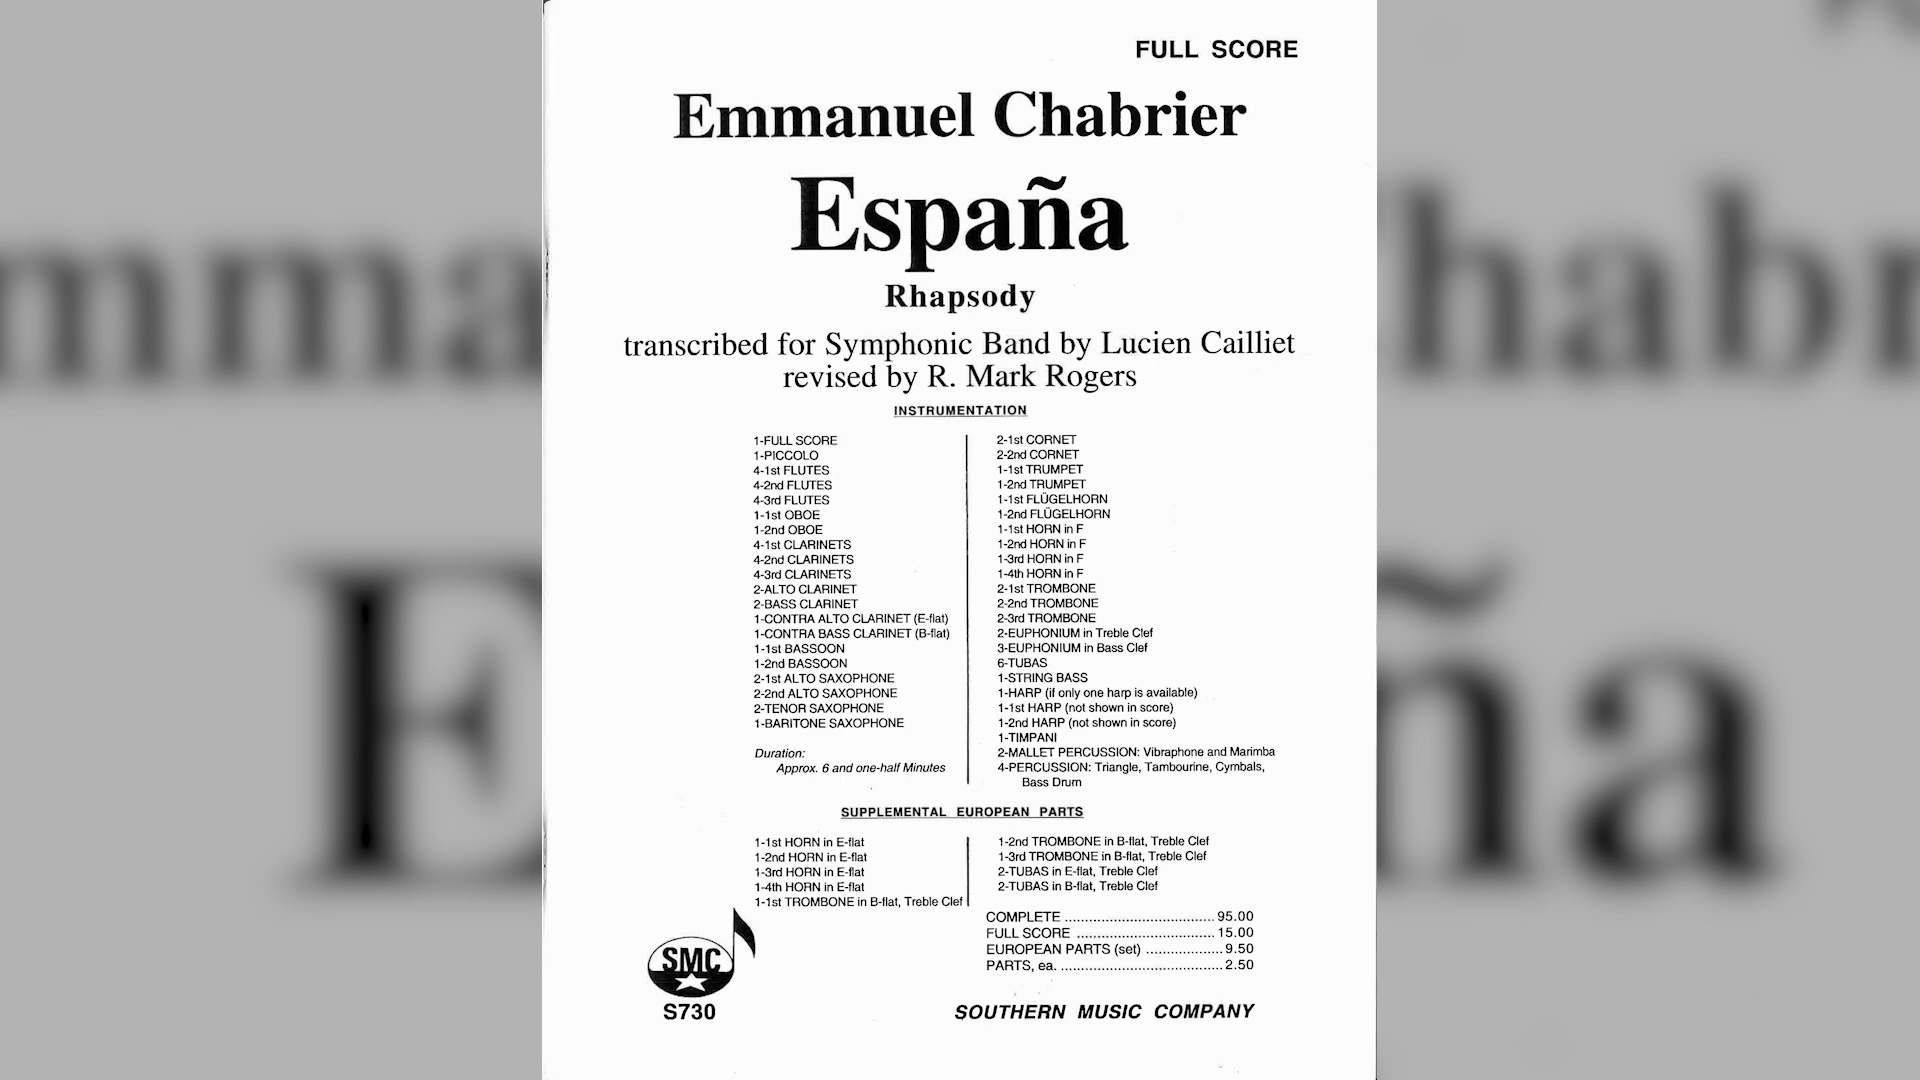 FULL SCORE
Emmanuel Chabrier
España
Rhapsody
transcribed for Symphonic Band by Lucien Cailliet
revised by R. Mark Rogers
INSTRUMENTATION
1-FULL SCORE
1-PICCOLO
4-1st FLUTES
4-2nd FLUTES
4-3rd FLUTES
1-1st OBOE
1-2nd OBOE
4-1st CLARINETS
4-2nd CLARINETS
4-3rd CLARINETS
2-ALTO CLARINET
2-BASS CLARINET
1-CONTRA ALTO CLARINET (E-flat)
1-CONTRA BASS CLARINET (B-flat)
1-1st BASSOON
1-2nd BASSOON
2-1st ALTO SAXOPHONE
2-2nd ALTO SAXOPHONE
2-TENOR SAXOPHONE
1-BARITONE SAXOPHONE
Duration:
Approx. 6 and one-half Minutes
2-1st CORNET
2-2nd CORNET
1-1st TRUMPET
1-2nd TRUMPET
1-1st FLÜGELHORN
1-2nd FLÜGELHORN
1-1st HORN in F
1-2nd HORN in F
1-3rd HORN in F
1-4th HORN in F
2-1st TROMBONE
2-2nd TROMBONE
2-3rd TROMBONE
2-EUPHONIUM in Treble Clef
3-EUPHONIUM in Bass Clef
6-TUBAS
1-STRING BASS
1-HARP (if only one harp is available)
1-1st HARP (not shown in score)
1-2nd HARP (not shown in score)
1-TIMPANI
2-MALLET PERCUSSION: Vibraphone and Marimba
4-PERCUSSION: Triangle, Tambourine, Cymbals,
Bass Drum
SUPPLEMENTAL EUROPEAN PARTS
1-1st HORN in E-flat
1-2nd HORN in E-flat
1-3rd HORN in E-flat
1-4th HORN in E-flat
1-1st TROMBONE in B-flat, Treble Clef
1-2nd TROMBONE in B-flat, Treble Clef
1-3rd TROMBONE in B-flat, Treble Clef
2-TUBAS in E-flat, Treble Clef
2-TUBAS in B-flat, Treble Clef
COMPLETE ..................................... 95.00
FULL SCORE .................................. 15.00
EUROPEAN PARTS (set) ................... 9.50
PARTS, ea. ........................................ 2.50
SMC
S730
SOUTHERN MUSIC COMPANY